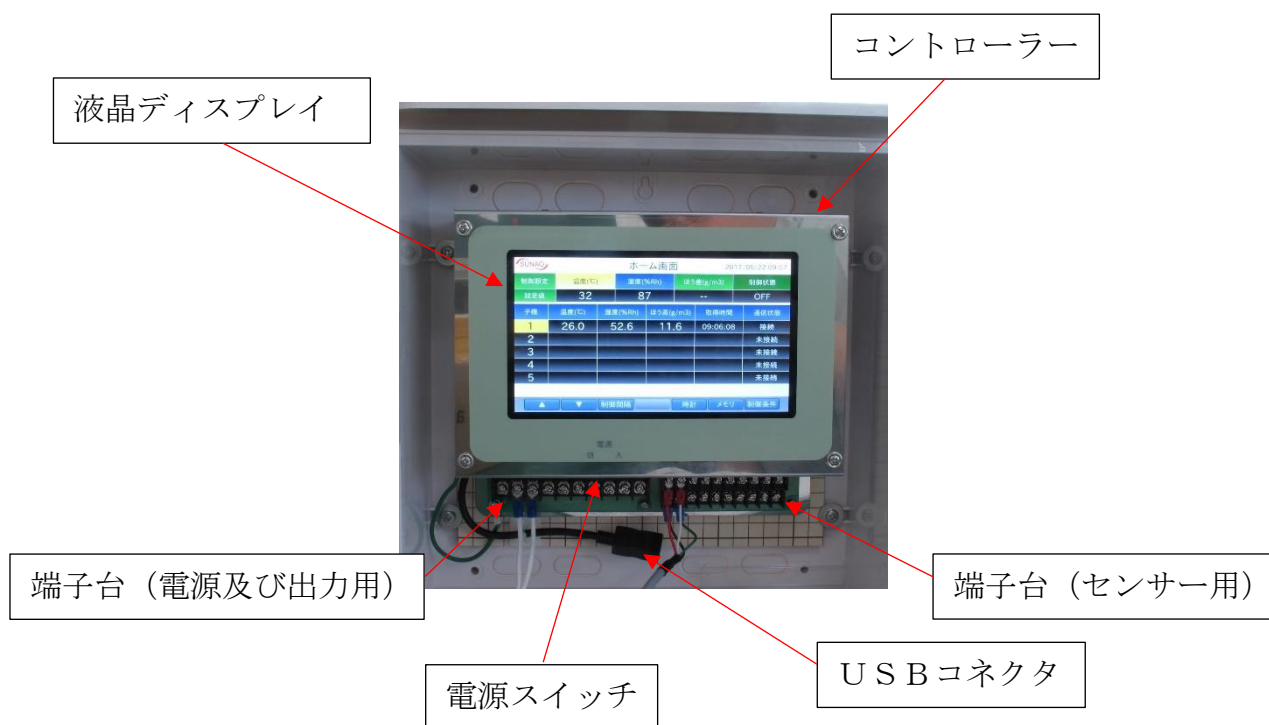 コントローラー
液晶ディスプレイ
SUNAO ホーム画面 2017/05/22 09:07
制御設定 温度(℃) 湿度(%Rh) ほう差(g/m3) 制御状態
設定値 32 87 -- OFF
子機 温度(℃) 湿度(%Rh) ほう差(g/m3) 取得時間 通信状態
1 26.0 52.6 11.6 09:06:08 接続
2 未接続
3 未接続
4 未接続
5 未接続
▲ ▼ 制御間隔 時計 メモリ 制御条件
電源
切 入
端子台（電源及び出力用）
端子台（センサー用）
ＵＳＢコネクタ
電源スイッチ